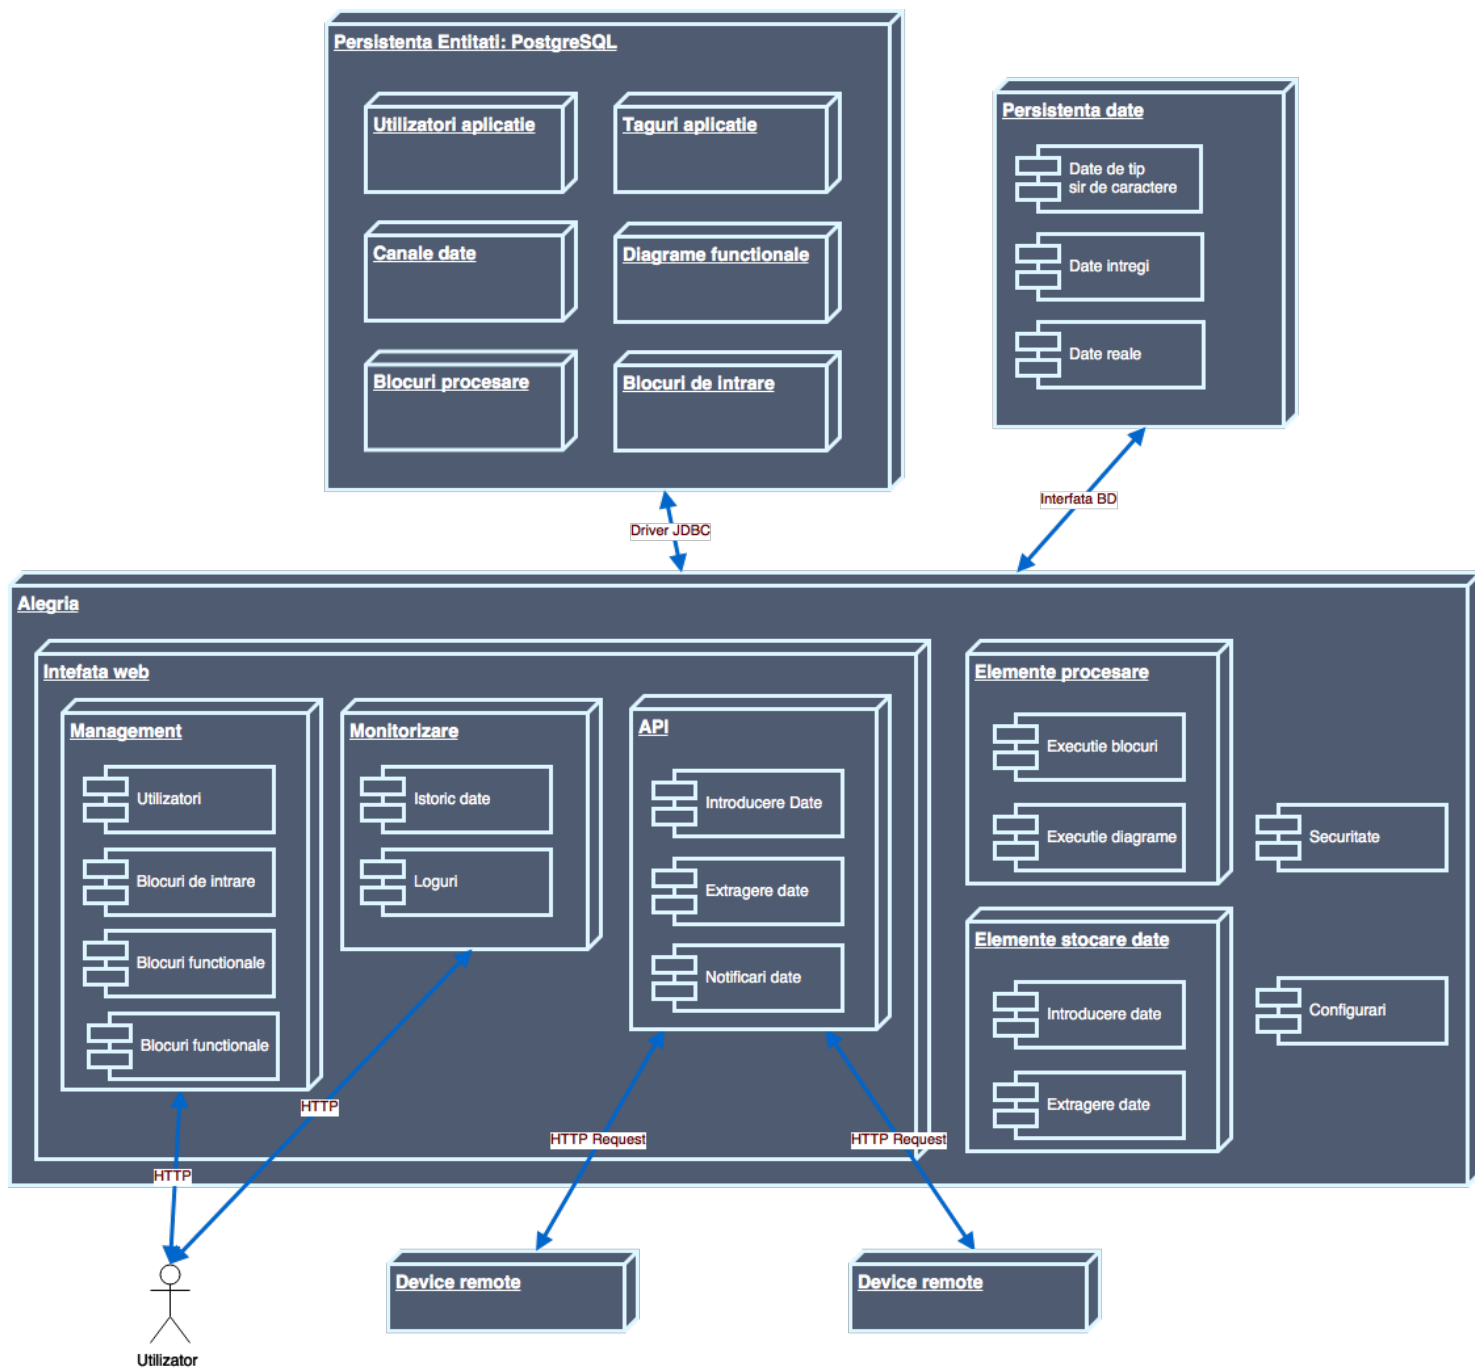 Persistenta Entitati: PostgreSQL
Utilizatori aplicatie
Taguri aplicatie
Canale date
Diagrame functionale
Blocuri procesare
Blocuri de intrare
Persistenta date
Date de tip
sir de caractere
Date intregi
Date reale
Driver JDBC
Interfata BD
Alegria
Intefata web
Management
Utilizatori
Blocuri de intrare
Blocuri functionale
Blocuri functionale
Monitorizare
Istoric date
Loguri
API
Introducere Date
Extragere date
Notificari date
Elemente procesare
Executie blocuri
Executie diagrame
Elemente stocare date
Introducere date
Extragere date
Securitate
Configurari
HTTP
HTTP
HTTP Request
HTTP Request
Device remote
Device remote
Utilizator